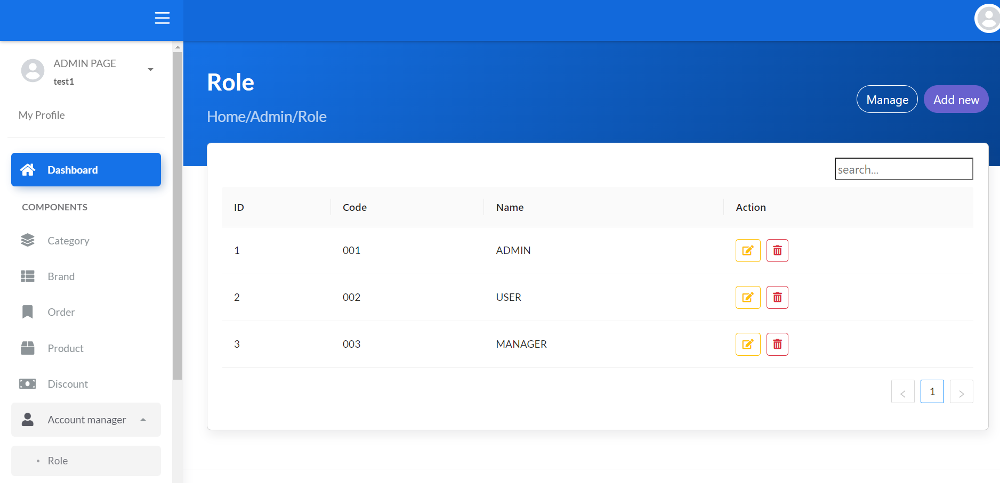 ADMIN PAGE
test1
My Profile
Dashboard
COMPONENTS
Category
Brand
Order
Product
Discount
Account manager
Role
Role
Home/Admin/Role
Manage
Add new
search...
ID Code Name Action
1 001 ADMIN
2 002 USER
3 003 MANAGER
< 1 >